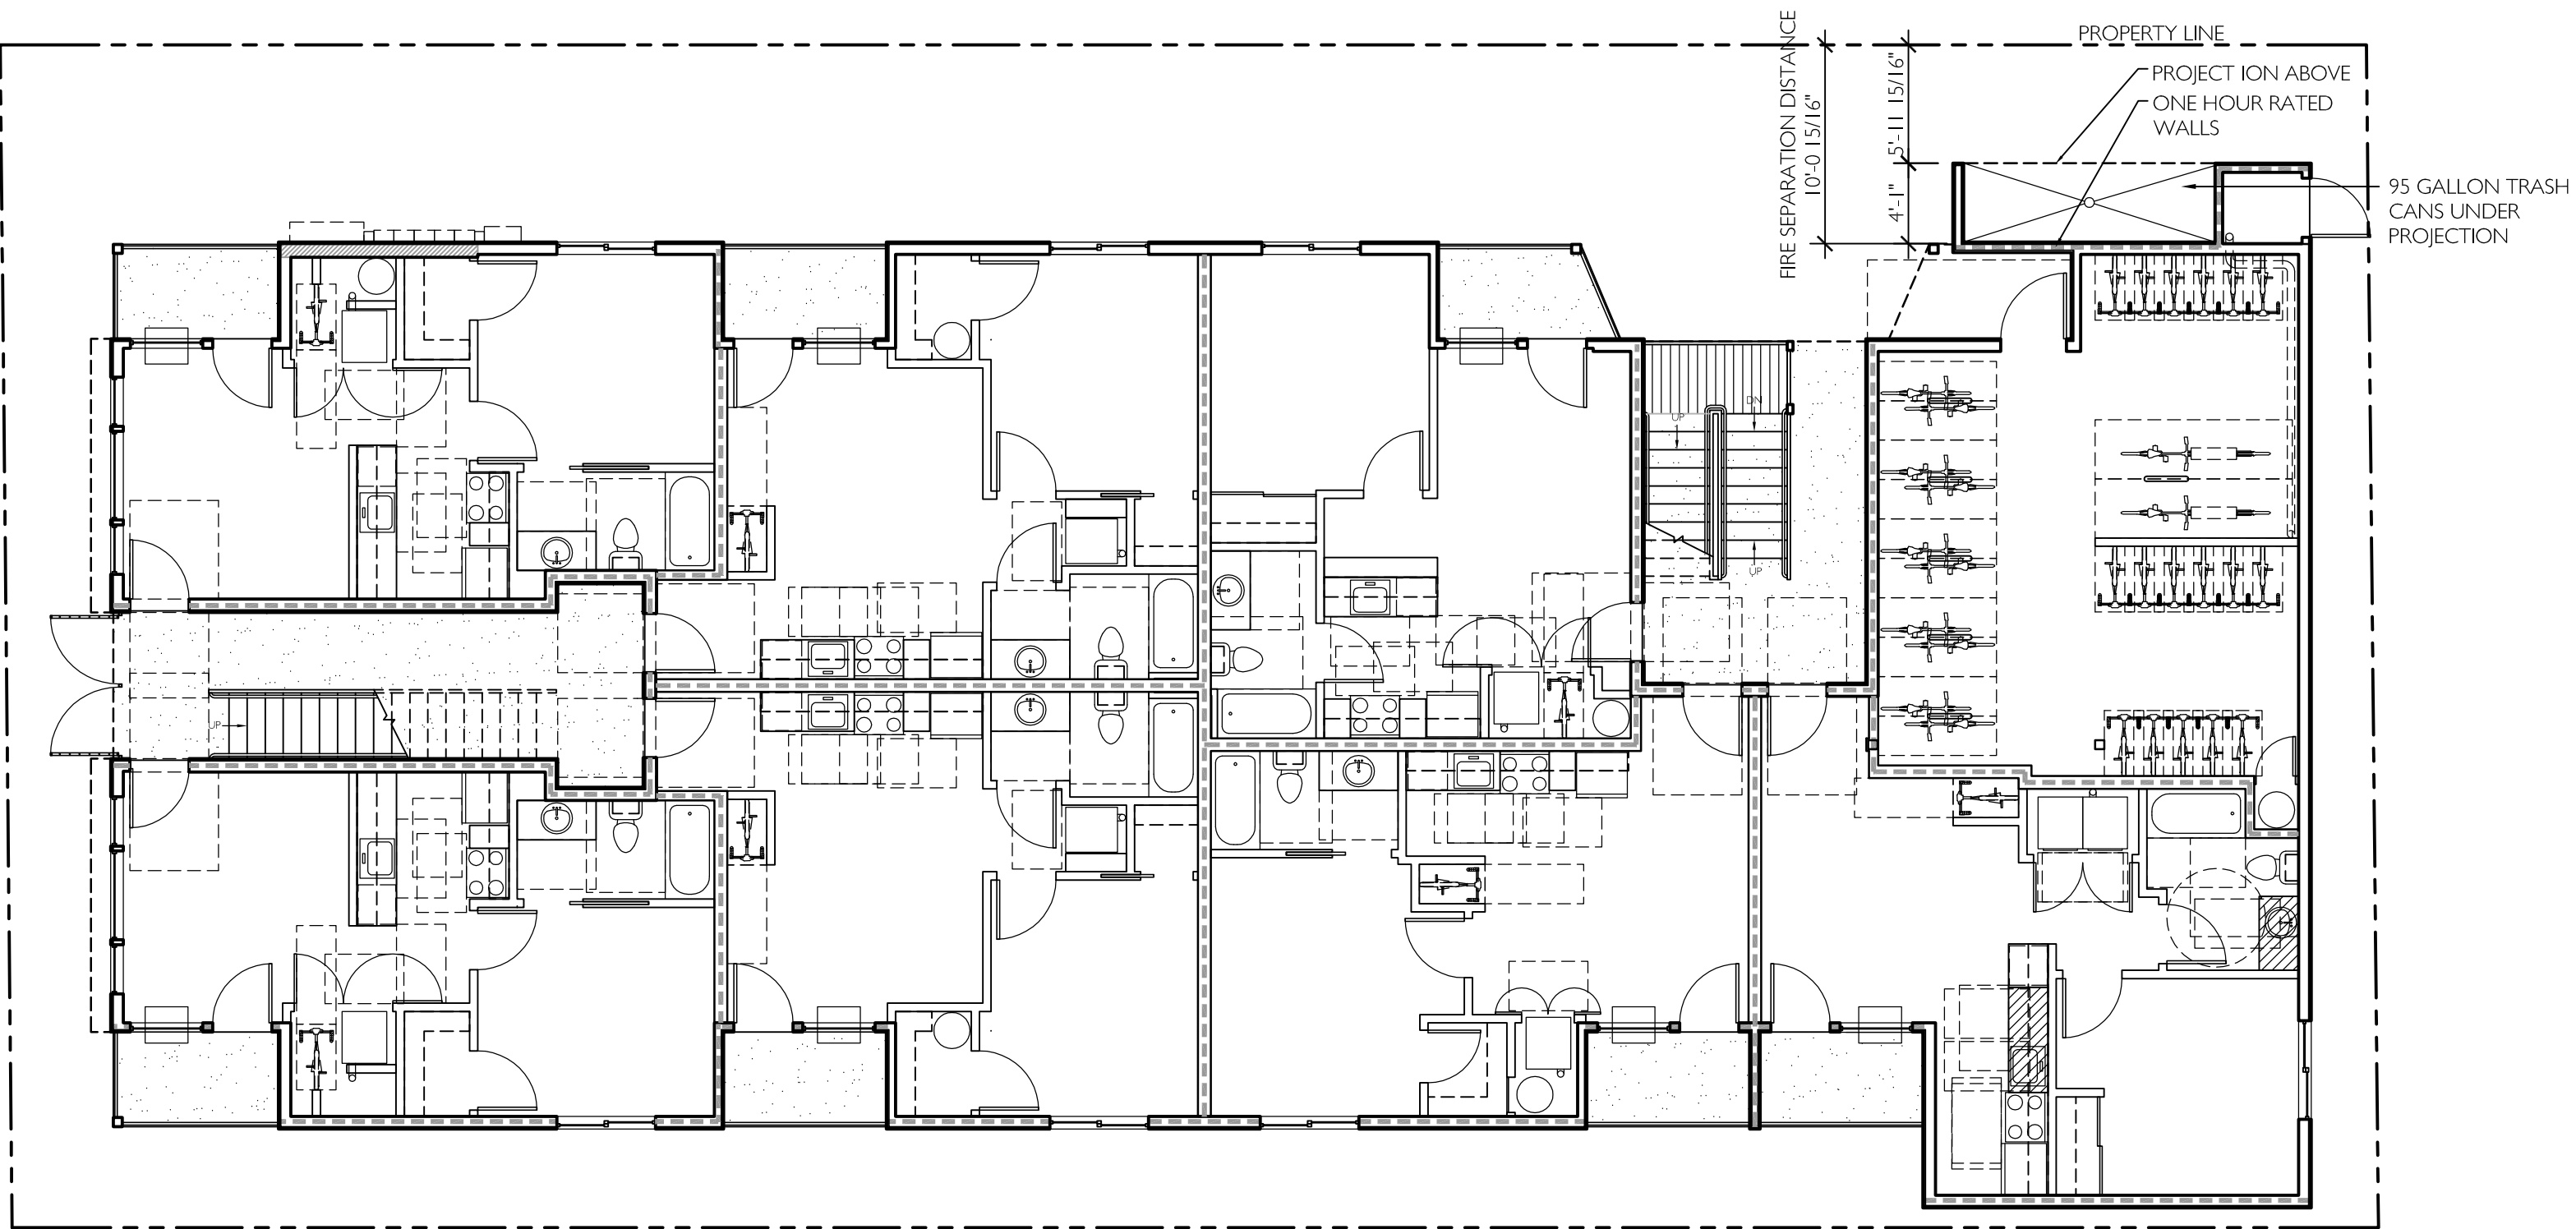 PROPERTY LINE
PROJECT ION ABOVE
ONE HOUR RATED
WALLS
FIRE SEPARATION DISTANCE
10'-0 15/16"
5'-11 15/16"
4'-1"
95 GALLON TRASH
CANS UNDER
PROJECTION
UP
DN
UP
UP